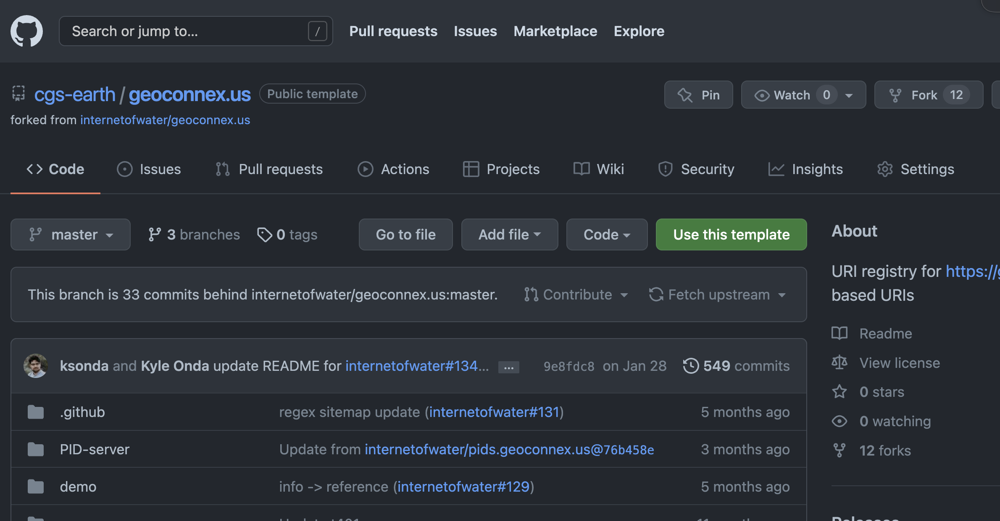 Search or jump to... /
Pull requests Issues Marketplace Explore
cgs-earth / geoconnex.us Public template
Pin Watch 0 Fork 12
forked from internetofwater/geoconnex.us
Code Issues Pull requests Actions Projects Wiki Security Insights Settings
master 3 branches 0 tags Go to file Add file Code Use this template
This branch is 33 commits behind internetofwater/geoconnex.us:master. Contribute Fetch upstream
ksonda and Kyle Onda update README for internetofwater#134... ... 9e8fdc8 on Jan 28 549 commits
.github regex sitemap update (internetofwater#131) 5 months ago
PID-server Update from internetofwater/pids.geoconnex.us@76b458e 3 months ago
demo info -> reference (internetofwater#129) 5 months ago
About
URI registry for https://g
based URIs
Readme
View license
0 stars
0 watching
12 forks
Releases